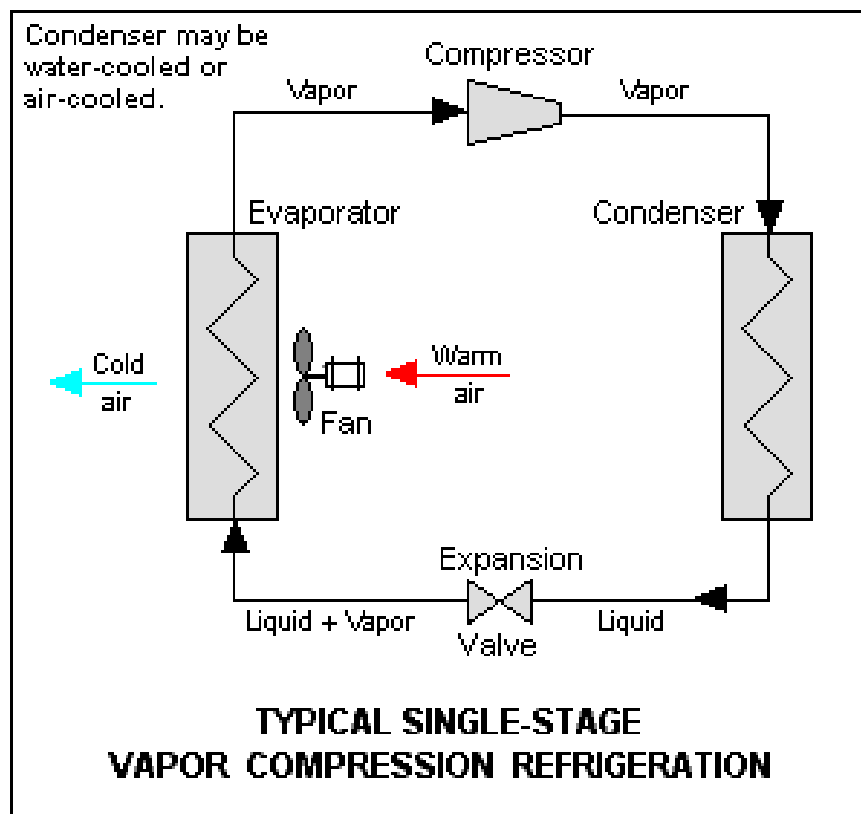 Condenser may be
water-cooled or
air-cooled.
Compressor
Vapor
Vapor
Evaporator
Condenser
Cold
air
Warm
air
Fan
Expansion
Valve
Liquid + Vapor
Liquid
TYPICAL SINGLE-STAGE
VAPOR COMPRESSION REFRIGERATION